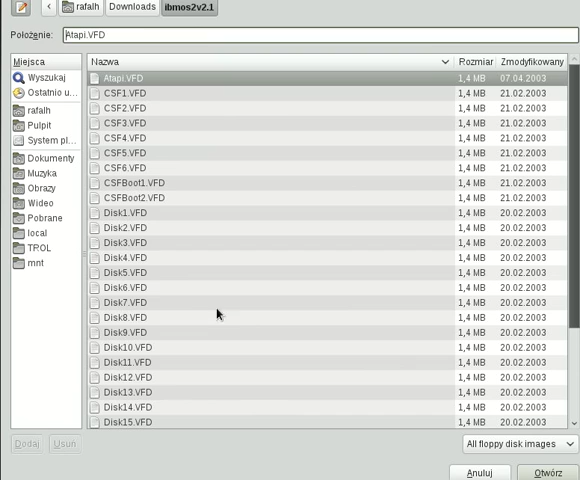 rafalh Downloads ibmos2v2.1
Położenie: Atapi.VFD
Miejsca
Wyszukaj
Ostatnio u...
rafalh
Pulpit
System pl...
Dokumenty
Muzyka
Obrazy
Wideo
Pobrane
local
TROL
mnt
Nazwa Rozmiar Zmodyfikowany
Atapi.VFD 1,4 MB 07.04.2003
CSF1.VFD 1,4 MB 21.02.2003
CSF2.VFD 1,4 MB 21.02.2003
CSF3.VFD 1,4 MB 21.02.2003
CSF4.VFD 1,4 MB 21.02.2003
CSF5.VFD 1,4 MB 21.02.2003
CSF6.VFD 1,4 MB 21.02.2003
CSFBoot1.VFD 1,4 MB 21.02.2003
CSFBoot2.VFD 1,4 MB 21.02.2003
Disk1.VFD 1,4 MB 20.02.2003
Disk2.VFD 1,4 MB 20.02.2003
Disk3.VFD 1,4 MB 20.02.2003
Disk4.VFD 1,4 MB 20.02.2003
Disk5.VFD 1,4 MB 20.02.2003
Disk6.VFD 1,4 MB 20.02.2003
Disk7.VFD 1,4 MB 20.02.2003
Disk8.VFD 1,4 MB 20.02.2003
Disk9.VFD 1,4 MB 20.02.2003
Disk10.VFD 1,4 MB 20.02.2003
Disk11.VFD 1,4 MB 20.02.2003
Disk12.VFD 1,4 MB 20.02.2003
Disk13.VFD 1,4 MB 20.02.2003
Disk14.VFD 1,4 MB 20.02.2003
Disk15.VFD 1,4 MB 20.02.2003
Dodaj Usuń All floppy disk images
Anuluj Otwórz